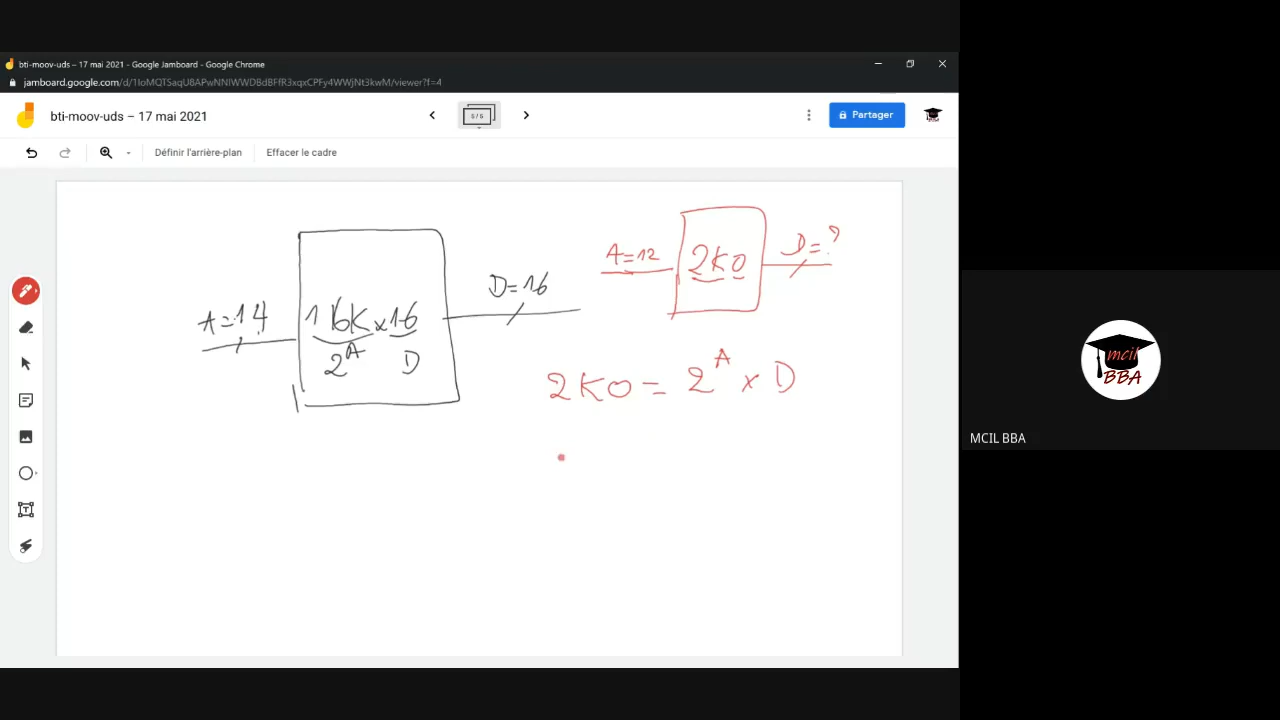 bti-moov-uds – 17 mai 2021 - Google Jamboard - Google Chrome
jamboard.google.com/d/1IoMQTSaqU8APwNNIWWDBdBFfR3xqxCPFy4WWjNt3kwM/viewer?f=4
bti-moov-uds – 17 mai 2021
5 / 5
Partager
Définir l'arrière-plan
Effacer le cadre
A=14
16K x 16
2^A D
D=16
A=12
2KO
D=?
2KO = 2^A x D
mcil
BBA
MCIL BBA